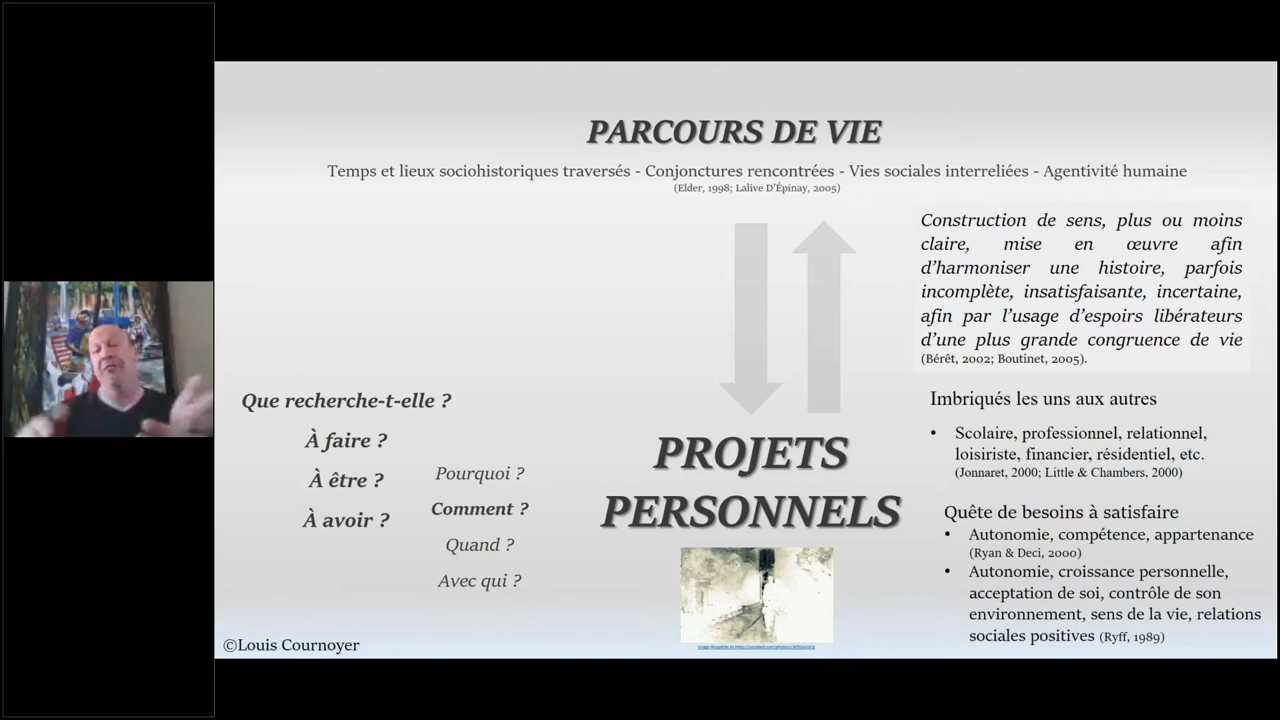 PARCOURS DE VIE
Temps et lieux sociohistoriques traversés - Conjonctures rencontrées - Vies sociales interreliées - Agentivité humaine
(Elder, 1998; Lalive D'Épinay, 2005)
Construction de sens, plus ou moins
claire, mise en œuvre afin
d'harmoniser une histoire, parfois
incomplète, insatisfaisante, incertaine,
afin par l'usage d'espoirs libérateurs
d'une plus grande congruence de vie
(Bérêt, 2002; Boutinet, 2005).
Que recherche-t-elle ?
À faire ?
À être ?
À avoir ?
Pourquoi ?
Comment ?
Quand ?
Avec qui ?
PROJETS
PERSONNELS
Imbriqués les uns aux autres
• Scolaire, professionnel, relationnel,
loisiriste, financier, résidentiel, etc.
(Jonnaret, 2000; Little & Chambers, 2000)
Quête de besoins à satisfaire
• Autonomie, compétence, appartenance
(Ryan & Deci, 2000)
• Autonomie, croissance personnelle,
acceptation de soi, contrôle de son
environnement, sens de la vie, relations
sociales positives (Ryff, 1989)
©Louis Cournoyer